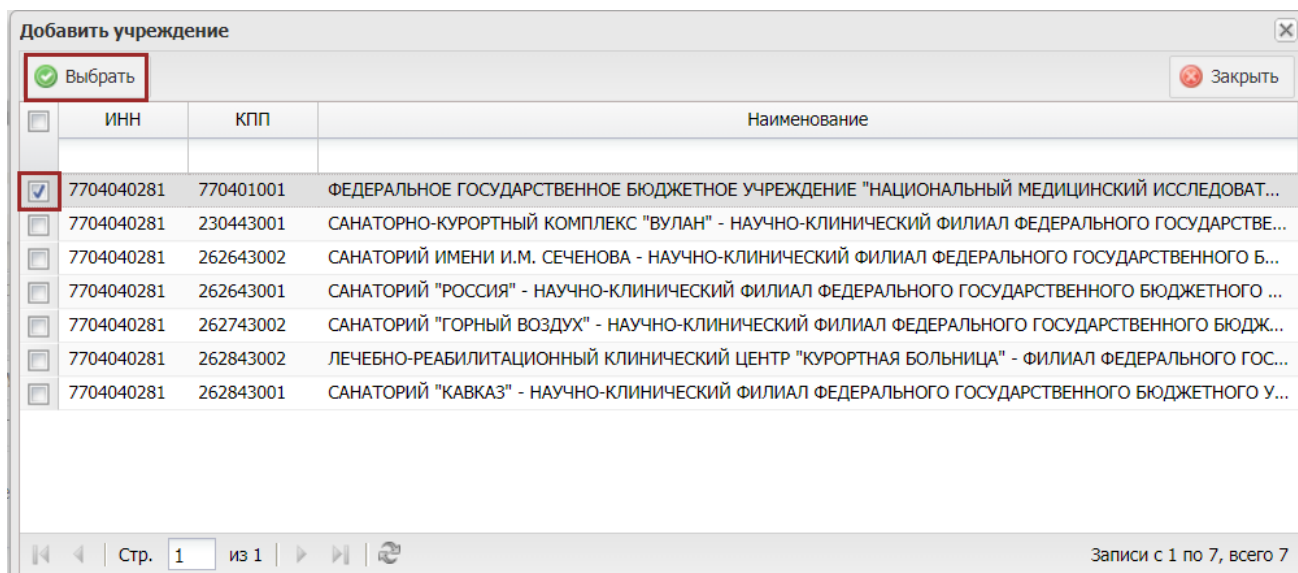 Добавить учреждение
Выбрать Закрыть
ИНН КПП Наименование
7704040281 770401001 ФЕДЕРАЛЬНОЕ ГОСУДАРСТВЕННОЕ БЮДЖЕТНОЕ УЧРЕЖДЕНИЕ "НАЦИОНАЛЬНЫЙ МЕДИЦИНСКИЙ ИССЛЕДОВАТ...
7704040281 230443001 САНАТОРНО-КУРОРТНЫЙ КОМПЛЕКС "ВУЛАН" - НАУЧНО-КЛИНИЧЕСКИЙ ФИЛИАЛ ФЕДЕРАЛЬНОГО ГОСУДАРСТВЕ...
7704040281 262643002 САНАТОРИЙ ИМЕНИ И.М. СЕЧЕНОВА - НАУЧНО-КЛИНИЧЕСКИЙ ФИЛИАЛ ФЕДЕРАЛЬНОГО ГОСУДАРСТВЕННОГО Б...
7704040281 262643001 САНАТОРИЙ "РОССИЯ" - НАУЧНО-КЛИНИЧЕСКИЙ ФИЛИАЛ ФЕДЕРАЛЬНОГО ГОСУДАРСТВЕННОГО БЮДЖЕТНОГО ...
7704040281 262743002 САНАТОРИЙ "ГОРНЫЙ ВОЗДУХ" - НАУЧНО-КЛИНИЧЕСКИЙ ФИЛИАЛ ФЕДЕРАЛЬНОГО ГОСУДАРСТВЕННОГО БЮДЖ...
7704040281 262843002 ЛЕЧЕБНО-РЕАБИЛИТАЦИОННЫЙ КЛИНИЧЕСКИЙ ЦЕНТР "КУРОРТНАЯ БОЛЬНИЦА" - ФИЛИАЛ ФЕДЕРАЛЬНОГО ГОС...
7704040281 262843001 САНАТОРИЙ "КАВКАЗ" - НАУЧНО-КЛИНИЧЕСКИЙ ФИЛИАЛ ФЕДЕРАЛЬНОГО ГОСУДАРСТВЕННОГО БЮДЖЕТНОГО У...
Стр. 1 из 1 Записи с 1 по 7, всего 7